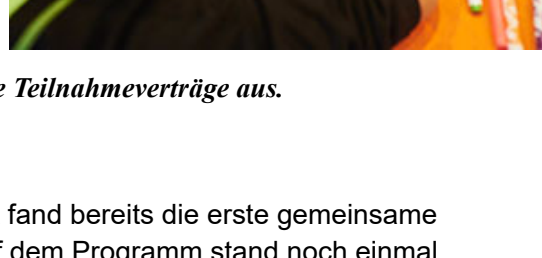 Teilnahmeverträge aus.
fand bereits die erste gemeinsame
dem Programm stand noch einmal